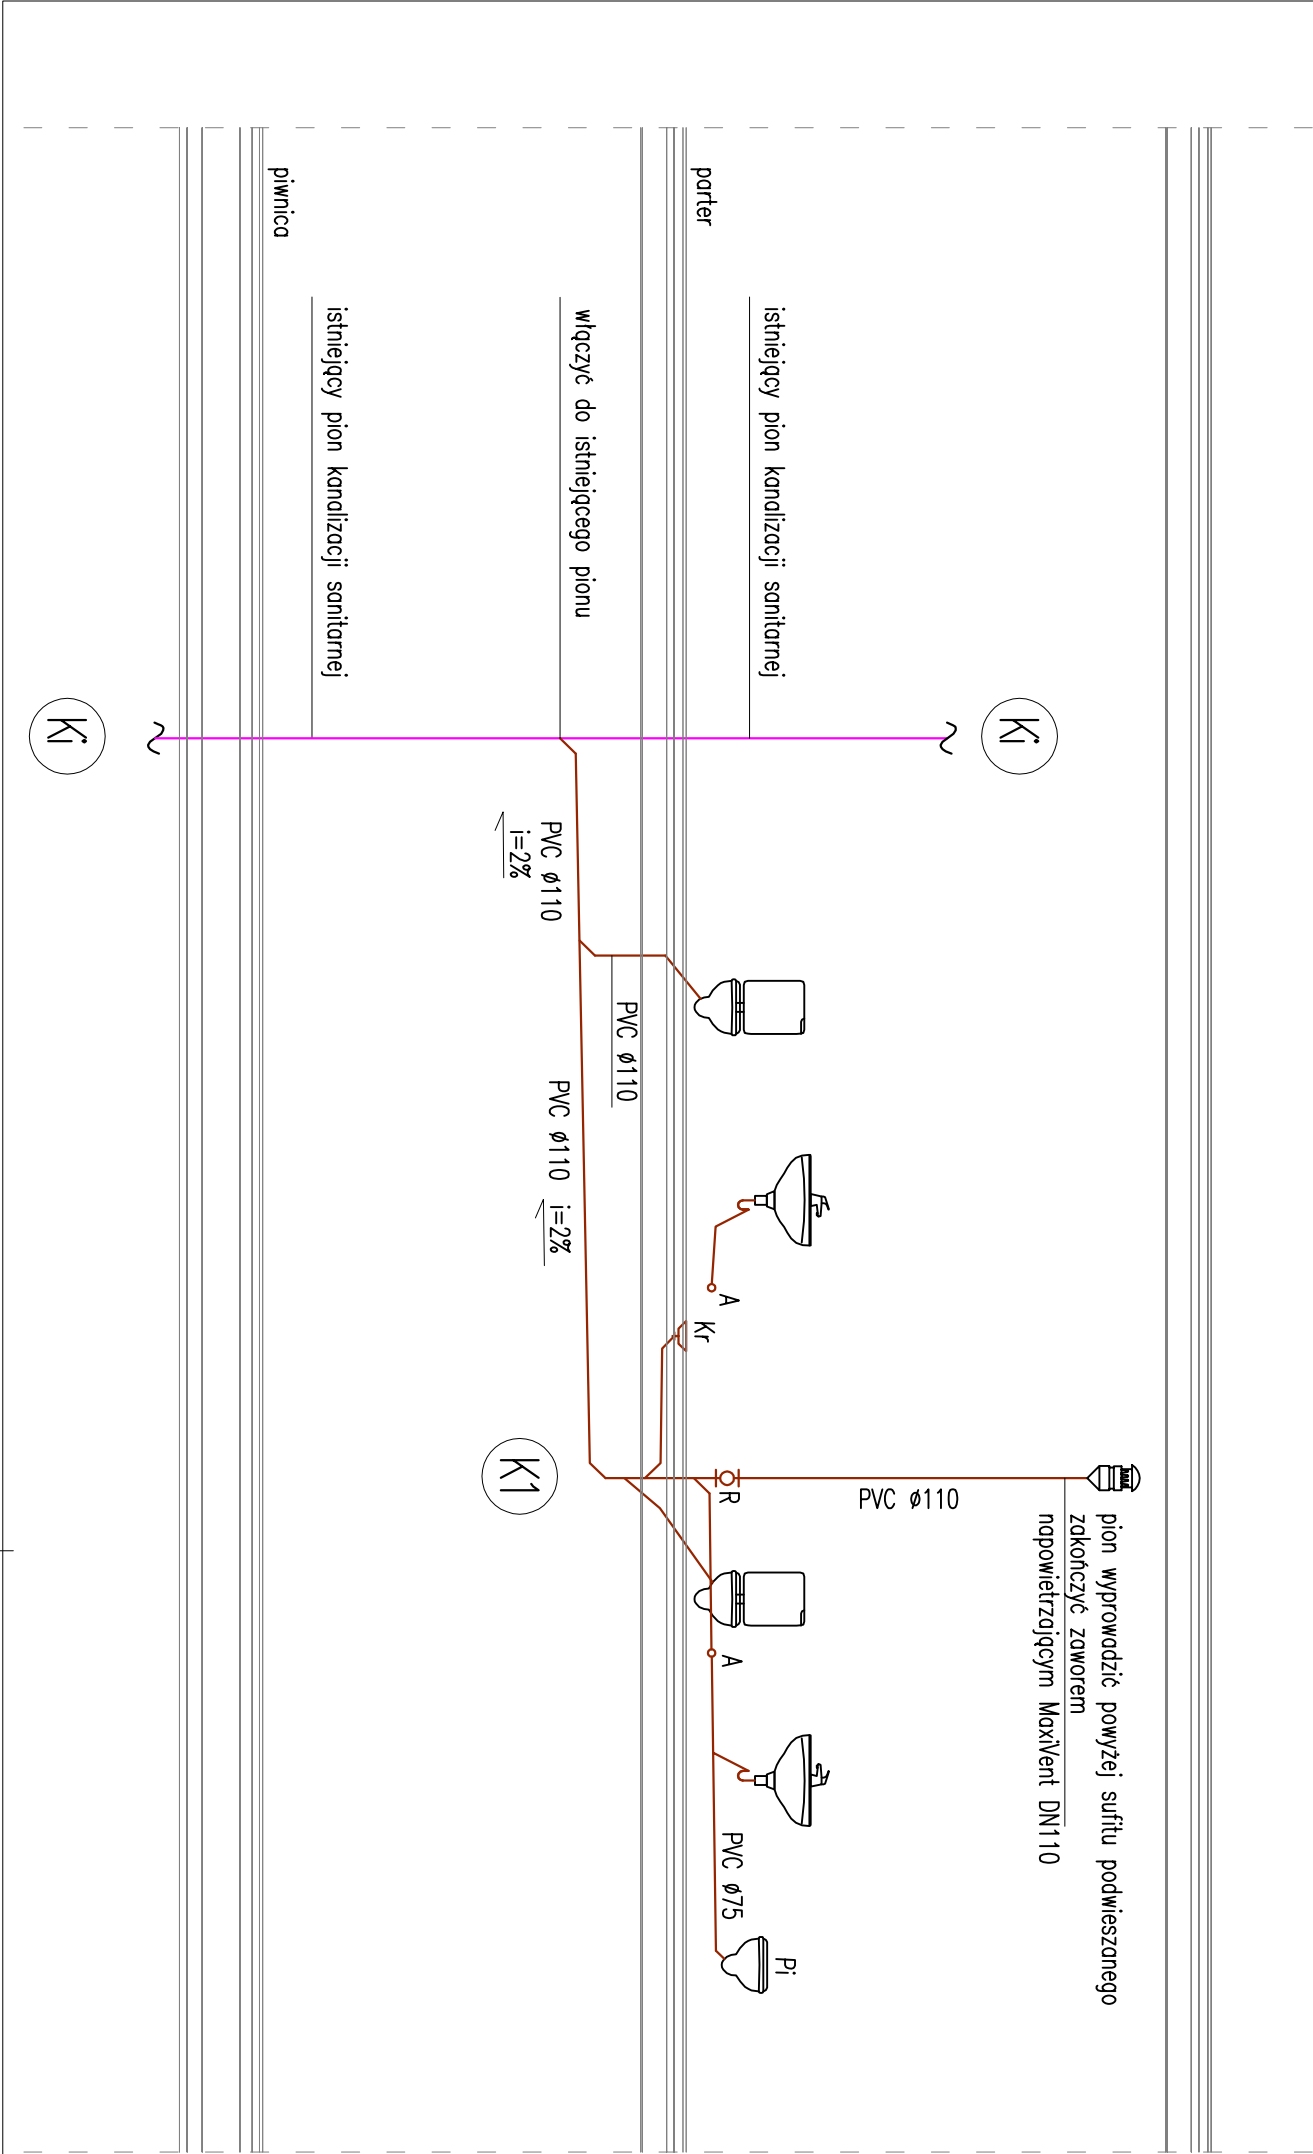 pion wyprowadzić powyżej sufitu podwieszanego
zakończyć zaworem
napowietrzającym MaxiVent DN110
Ki
PVC ø110
istniejący pion kanalizacji sanitarnej
Pi
parter
Kr
A
R
A
PVC ø75
PVC ø110
włączyć do istniejącego pionu
PVC ø110
i=2%
PVC ø110 i=2%
K1
istniejący pion kanalizacji sanitarnej
piwnica
Ki